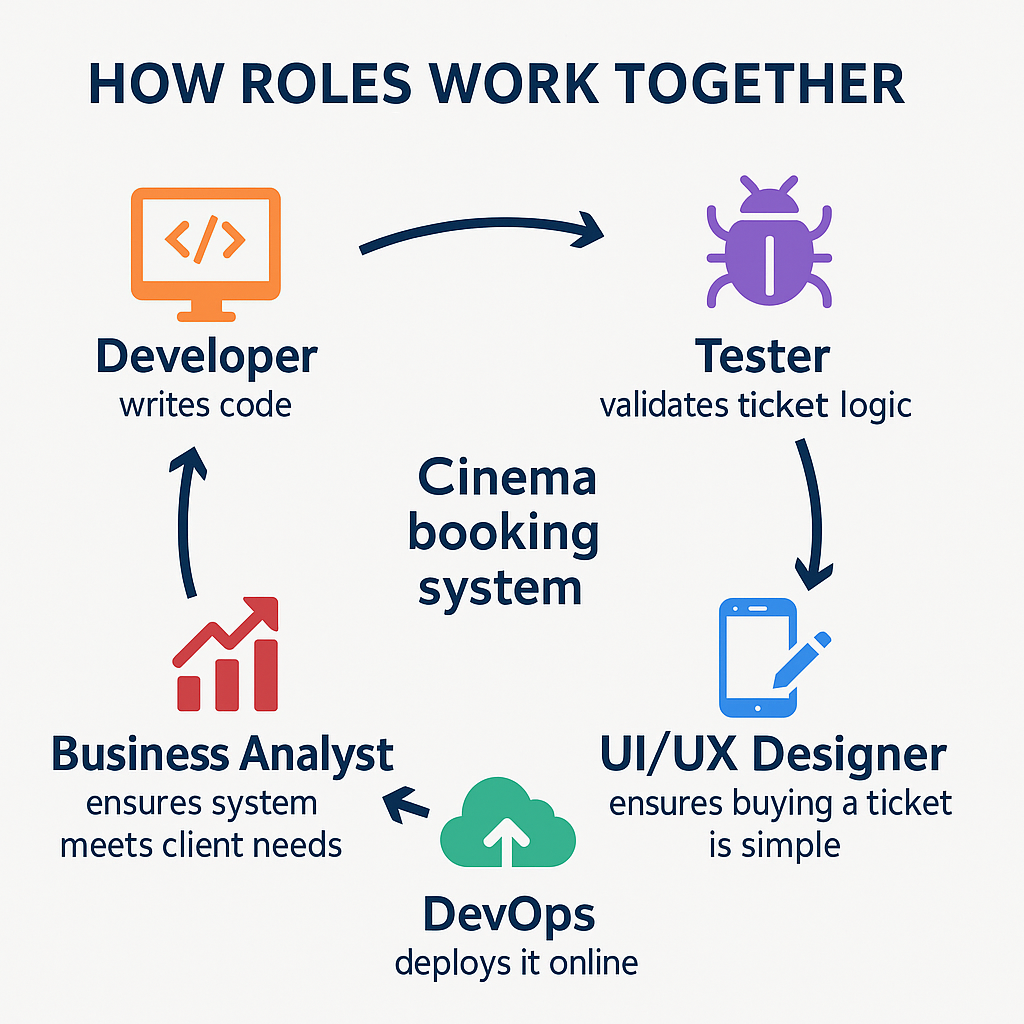 HOW ROLES WORK TOGETHER
</>
Developer
writes code
Tester
validates ticket logic
Cinema
booking
system
Business Analyst
ensures system
meets client needs
UI/UX Designer
ensures buying a ticket
is simple
DevOps
deploys it online